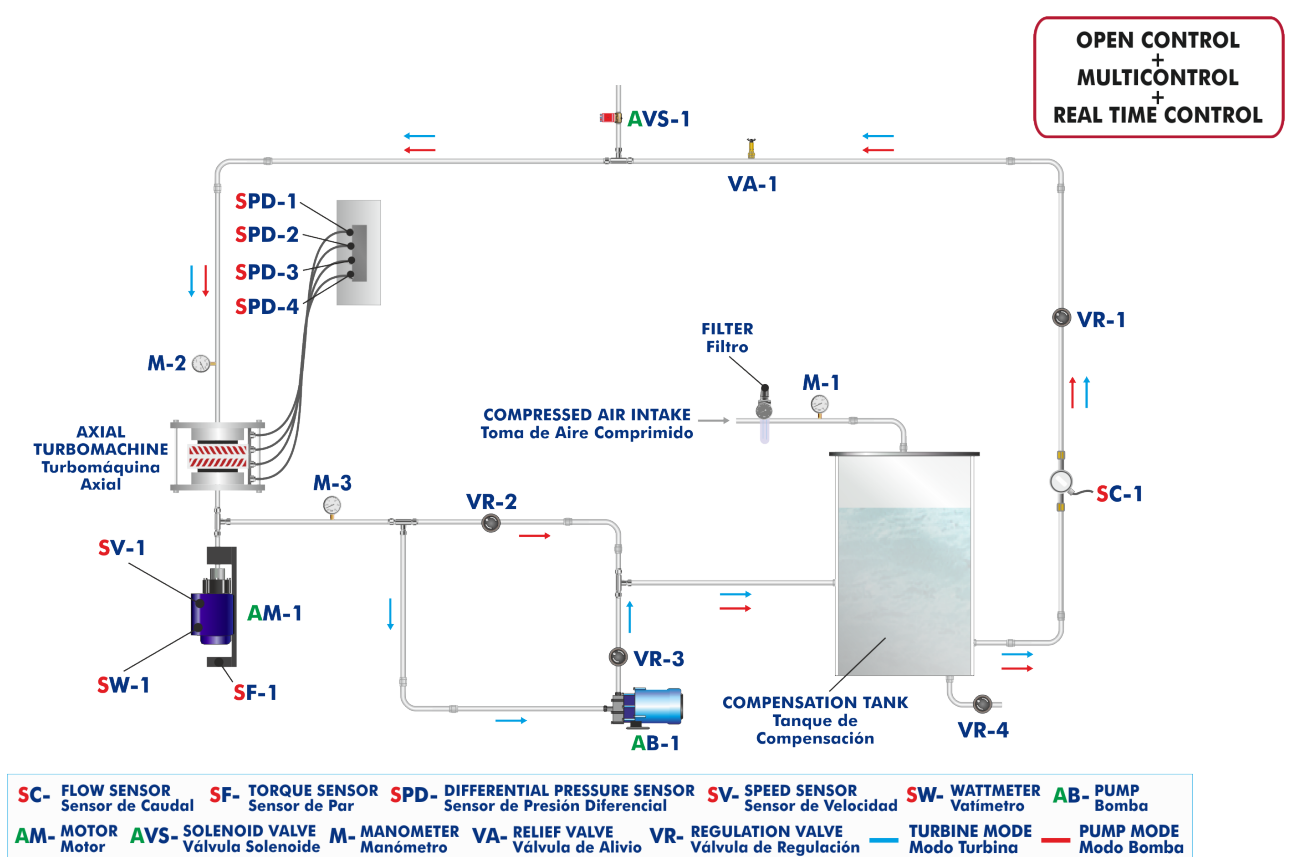 OPEN CONTROL
+
MULTICONTROL
+
REAL TIME CONTROL
AVS-1
VA-1
SPD-1
SPD-2
SPD-3
SPD-4
VR-1
M-2
FILTER
Filtro
M-1
COMPRESSED AIR INTAKE
Toma de Aire Comprimido
AXIAL
TURBOMACHINE
Turbomáquina
Axial
M-3
VR-2
SC-1
SV-1
AM-1
SW-1
SF-1
VR-3
AB-1
COMPENSATION TANK
Tanque de
Compensación
VR-4
SC- FLOW SENSOR SF- TORQUE SENSOR SPD- DIFFERENTIAL PRESSURE SENSOR SV- SPEED SENSOR SW- WATTMETER AB- PUMP
Sensor de Caudal Sensor de Par Sensor de Presión Diferencial Sensor de Velocidad Vatímetro Bomba
AM- MOTOR AVS- SOLENOID VALVE M- MANOMETER VA- RELIEF VALVE VR- REGULATION VALVE TURBINE MODE PUMP MODE
Motor Válvula Solenoide Manómetro Válvula de Alivio Válvula de Regulación Modo Turbina Modo Bomba